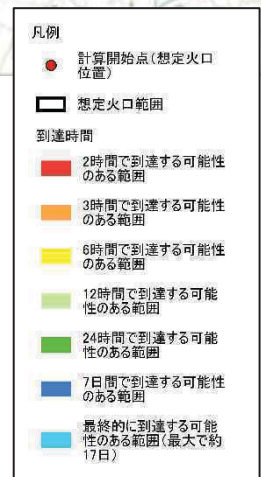 凡例
計算開始点(想定火口
位置)
想定火口範囲
到達時間
2時間で到達する可能性
のある範囲
3時間で到達する可能性
のある範囲
6時間で到達する可能性
のある範囲
12時間で到達する可能
性のある範囲
24時間で到達する可能
性のある範囲
7日間で到達する可能性
のある範囲
最終的に到達する可能
性のある範囲(最大で約
17日)